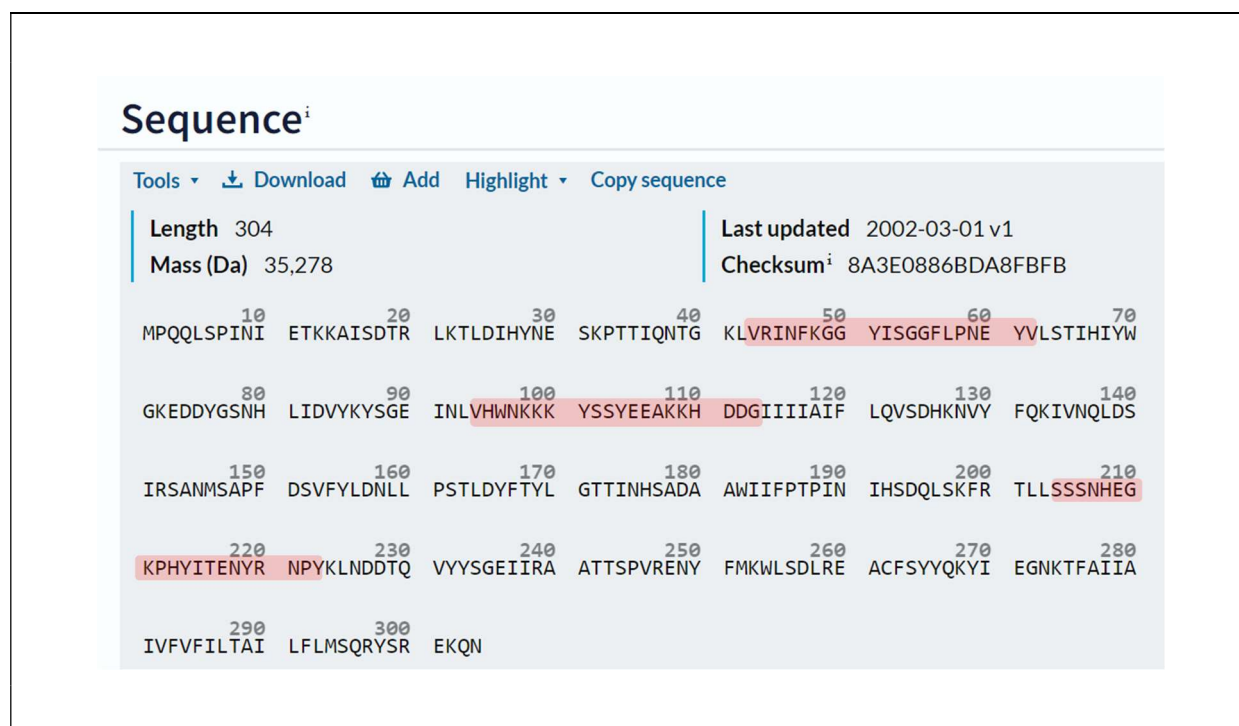 Sequence i
Tools Download Add Highlight Copy sequence
Length 304 Last updated 2002-03-01 v1
Mass (Da) 35,278 Checksum i 8A3E0886BDA8FBFB
10 20 30 40 50 60 70
MPQQLSPINI ETKKAISDTR LKTLDIHYNE SKPTTIQNTG KLVRINFKGG YISGGFLPNE YVLSTIHIYW
80 90 100 110 120 130 140
GKEDDYGSNH LIDVYKYSGE INLVHWNKKK YSSYEEAKKH DDGIIIIAIF LQVSDHKNVY FQKIVNQLDS
150 160 170 180 190 200 210
IRSANMSAPF DSVFYLDNLL PSTLDYFTYL GTTINHSADA AWIIFPTPIN IHSDQLSKFR TLLSSSNHEG
220 230 240 250 260 270 280
KPHYITENYR NPYKLNDDTQ VYYSGEIIRA ATTSPVRENY FMKWLSDLRE ACFSYYQKYI EGNKTFAIIA
290 300
IVFVFILTAI LFLMSQRYSR EKQN